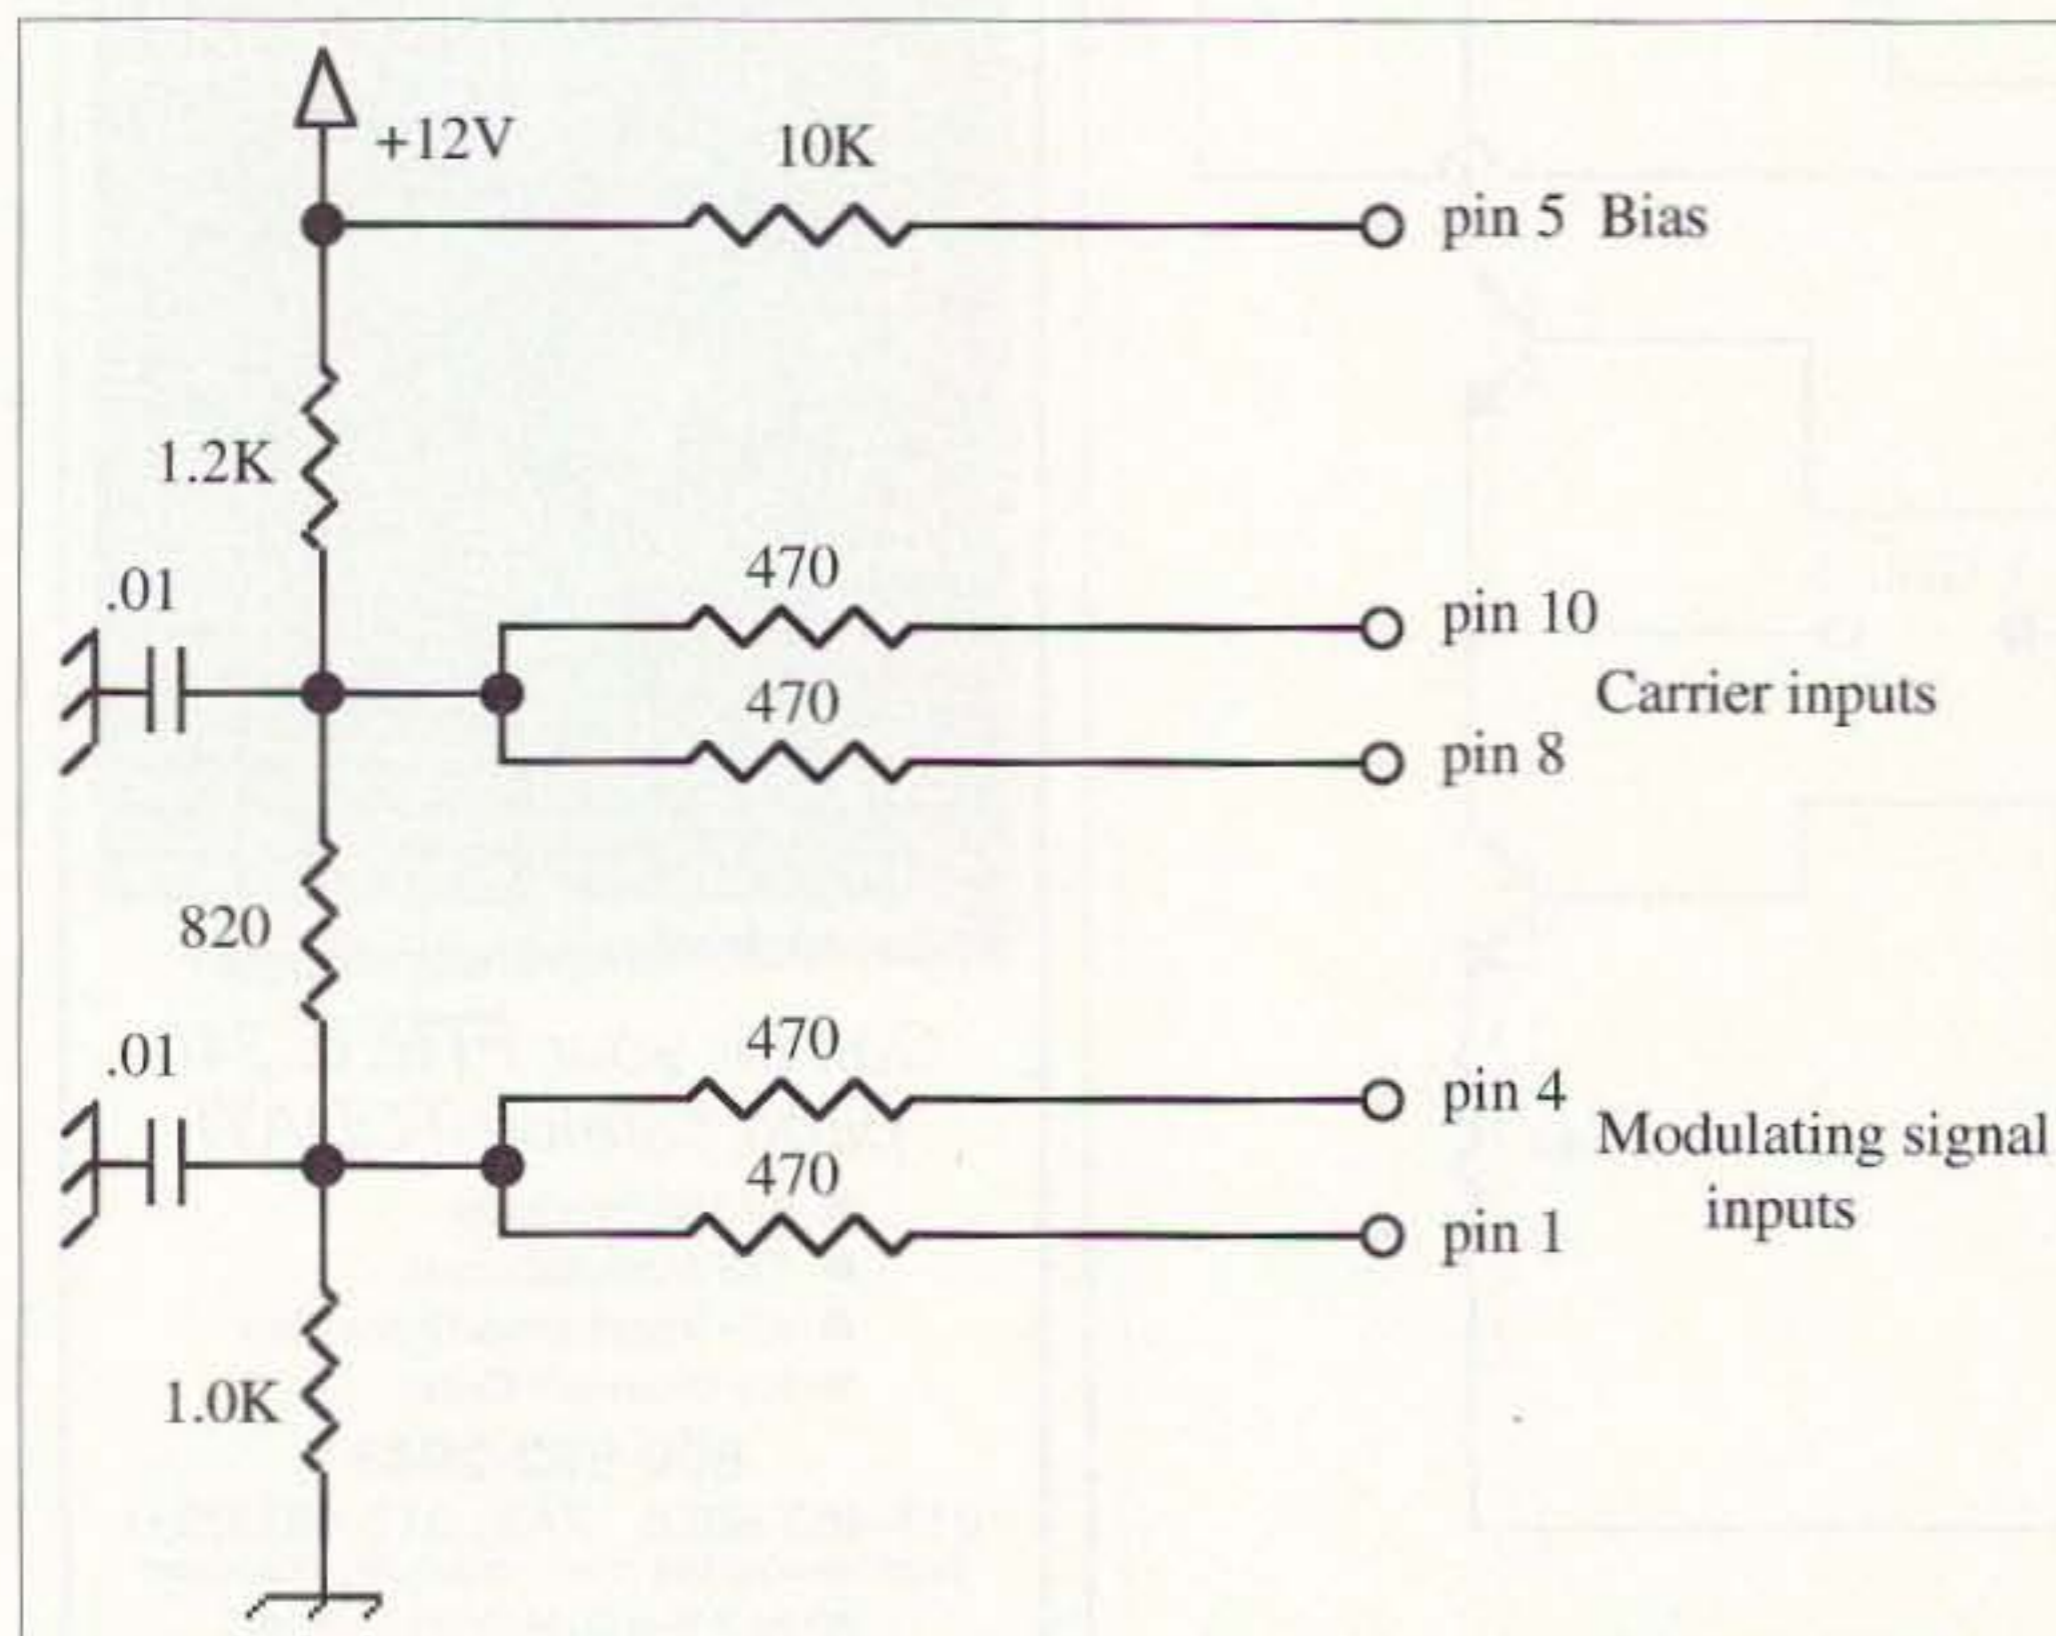 +12V
10K
pin 5 Bias
1.2K
.01
470
pin 10
470
Carrier inputs
pin 8
820
.01
470
pin 4
Modulating signal
470
inputs
pin 1
1.0K